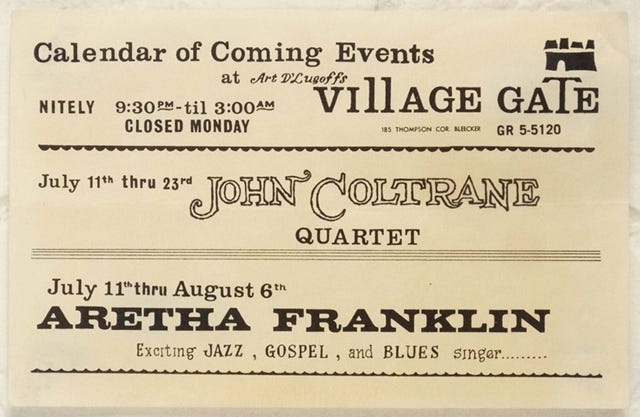 Calendar of Coming Events
at Art D'Lugoff's
VillAGE GATE
NITELY 9:30PM-til 3:00AM
CLOSED MONDAY
185 THOMPSON COR. BLEECKER GR 5-5120
July 11th thru 23rd JOHN COLTRANE
QUARTET
July 11th thru August 6th
ARETHA FRANKLIN
Exciting JAZZ , GOSPEL , and BLUES singer.........